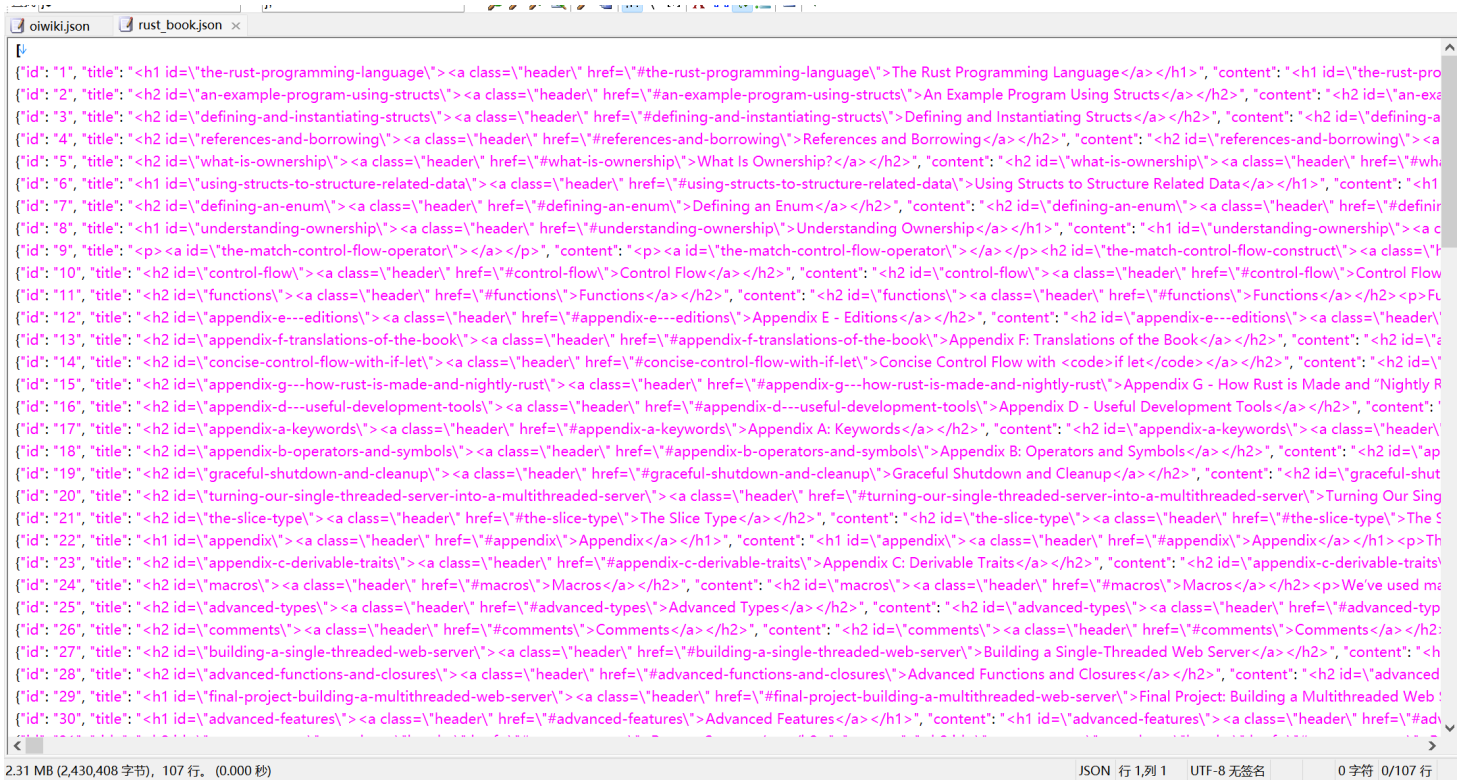 oiwiki.json rust_book.json ×
[↓
{"id": "1", "title": "<h1 id=\"the-rust-programming-language\"><a class=\"header\" href=\"#the-rust-programming-language\">The Rust Programming Language</a></h1>", "content": "<h1 id=\"the-rust-pro
{"id": "2", "title": "<h2 id=\"an-example-program-using-structs\"><a class=\"header\" href=\"#an-example-program-using-structs\">An Example Program Using Structs</a></h2>", "content": "<h2 id=\"an-exa
{"id": "3", "title": "<h2 id=\"defining-and-instantiating-structs\"><a class=\"header\" href=\"#defining-and-instantiating-structs\">Defining and Instantiating Structs</a></h2>", "content": "<h2 id=\"defining-a
{"id": "4", "title": "<h2 id=\"references-and-borrowing\"><a class=\"header\" href=\"#references-and-borrowing\">References and Borrowing</a></h2>", "content": "<h2 id=\"references-and-borrowing\"><a
{"id": "5", "title": "<h2 id=\"what-is-ownership\"><a class=\"header\" href=\"#what-is-ownership\">What Is Ownership?</a></h2>", "content": "<h2 id=\"what-is-ownership\"><a class=\"header\" href=\"#wha
{"id": "6", "title": "<h1 id=\"using-structs-to-structure-related-data\"><a class=\"header\" href=\"#using-structs-to-structure-related-data\">Using Structs to Structure Related Data</a></h1>", "content": "<h1
{"id": "7", "title": "<h2 id=\"defining-an-enum\"><a class=\"header\" href=\"#defining-an-enum\">Defining an Enum</a></h2>", "content": "<h2 id=\"defining-an-enum\"><a class=\"header\" href=\"#definin
{"id": "8", "title": "<h1 id=\"understanding-ownership\"><a class=\"header\" href=\"#understanding-ownership\">Understanding Ownership</a></h1>", "content": "<h1 id=\"understanding-ownership\"><a c
{"id": "9", "title": "<p><a id=\"the-match-control-flow-operator\"></a></p>", "content": "<p><a id=\"the-match-control-flow-operator\"></a></p><h2 id=\"the-match-control-flow-construct\"><a class=\"h
{"id": "10", "title": "<h2 id=\"control-flow\"><a class=\"header\" href=\"#control-flow\">Control Flow</a></h2>", "content": "<h2 id=\"control-flow\"><a class=\"header\" href=\"#control-flow\">Control Flow
{"id": "11", "title": "<h2 id=\"functions\"><a class=\"header\" href=\"#functions\">Functions</a></h2>", "content": "<h2 id=\"functions\"><a class=\"header\" href=\"#functions\">Functions</a></h2><p>Fu
{"id": "12", "title": "<h2 id=\"appendix-e---editions\"><a class=\"header\" href=\"#appendix-e---editions\">Appendix E - Editions</a></h2>", "content": "<h2 id=\"appendix-e---editions\"><a class=\"header\"
{"id": "13", "title": "<h2 id=\"appendix-f-translations-of-the-book\"><a class=\"header\" href=\"#appendix-f-translations-of-the-book\">Appendix F: Translations of the Book</a></h2>", "content": "<h2 id=\"a
{"id": "14", "title": "<h2 id=\"concise-control-flow-with-if-let\"><a class=\"header\" href=\"#concise-control-flow-with-if-let\">Concise Control Flow with <code>if let</code></a></h2>", "content": "<h2 id=\"
{"id": "15", "title": "<h2 id=\"appendix-g---how-rust-is-made-and-nightly-rust\"><a class=\"header\" href=\"#appendix-g---how-rust-is-made-and-nightly-rust\">Appendix G - How Rust is Made and “Nightly R
{"id": "16", "title": "<h2 id=\"appendix-d---useful-development-tools\"><a class=\"header\" href=\"#appendix-d---useful-development-tools\">Appendix D - Useful Development Tools</a></h2>", "content": "
{"id": "17", "title": "<h2 id=\"appendix-a-keywords\"><a class=\"header\" href=\"#appendix-a-keywords\">Appendix A: Keywords</a></h2>", "content": "<h2 id=\"appendix-a-keywords\"><a class=\"header\"
{"id": "18", "title": "<h2 id=\"appendix-b-operators-and-symbols\"><a class=\"header\" href=\"#appendix-b-operators-and-symbols\">Appendix B: Operators and Symbols</a></h2>", "content": "<h2 id=\"ap
{"id": "19", "title": "<h2 id=\"graceful-shutdown-and-cleanup\"><a class=\"header\" href=\"#graceful-shutdown-and-cleanup\">Graceful Shutdown and Cleanup</a></h2>", "content": "<h2 id=\"graceful-shut
{"id": "20", "title": "<h2 id=\"turning-our-single-threaded-server-into-a-multithreaded-server\"><a class=\"header\" href=\"#turning-our-single-threaded-server-into-a-multithreaded-server\">Turning Our Sing
{"id": "21", "title": "<h2 id=\"the-slice-type\"><a class=\"header\" href=\"#the-slice-type\">The Slice Type</a></h2>", "content": "<h2 id=\"the-slice-type\"><a class=\"header\" href=\"#the-slice-type\">The S
{"id": "22", "title": "<h1 id=\"appendix\"><a class=\"header\" href=\"#appendix\">Appendix</a></h1>", "content": "<h1 id=\"appendix\"><a class=\"header\" href=\"#appendix\">Appendix</a></h1><p>Th
{"id": "23", "title": "<h2 id=\"appendix-c-derivable-traits\"><a class=\"header\" href=\"#appendix-c-derivable-traits\">Appendix C: Derivable Traits</a></h2>", "content": "<h2 id=\"appendix-c-derivable-traits\
{"id": "24", "title": "<h2 id=\"macros\"><a class=\"header\" href=\"#macros\">Macros</a></h2>", "content": "<h2 id=\"macros\"><a class=\"header\" href=\"#macros\">Macros</a></h2><p>We’ve used ma
{"id": "25", "title": "<h2 id=\"advanced-types\"><a class=\"header\" href=\"#advanced-types\">Advanced Types</a></h2>", "content": "<h2 id=\"advanced-types\"><a class=\"header\" href=\"#advanced-typ
{"id": "26", "title": "<h2 id=\"comments\"><a class=\"header\" href=\"#comments\">Comments</a></h2>", "content": "<h2 id=\"comments\"><a class=\"header\" href=\"#comments\">Comments</a></h2>
{"id": "27", "title": "<h2 id=\"building-a-single-threaded-web-server\"><a class=\"header\" href=\"#building-a-single-threaded-web-server\">Building a Single-Threaded Web Server</a></h2>", "content": "<h
{"id": "28", "title": "<h2 id=\"advanced-functions-and-closures\"><a class=\"header\" href=\"#advanced-functions-and-closures\">Advanced Functions and Closures</a></h2>", "content": "<h2 id=\"advanced
{"id": "29", "title": "<h1 id=\"final-project-building-a-multithreaded-web-server\"><a class=\"header\" href=\"#final-project-building-a-multithreaded-web-server\">Final Project: Building a Multithreaded Web S
{"id": "30", "title": "<h1 id=\"advanced-features\"><a class=\"header\" href=\"#advanced-features\">Advanced Features</a></h1>", "content": "<h1 id=\"advanced-features\"><a class=\"header\" href=\"#adv
2.31 MB (2,430,408 字节)，107 行。 (0.000 秒) JSON 行 1,列 1 UTF-8 无签名 0 字符 0/107 行